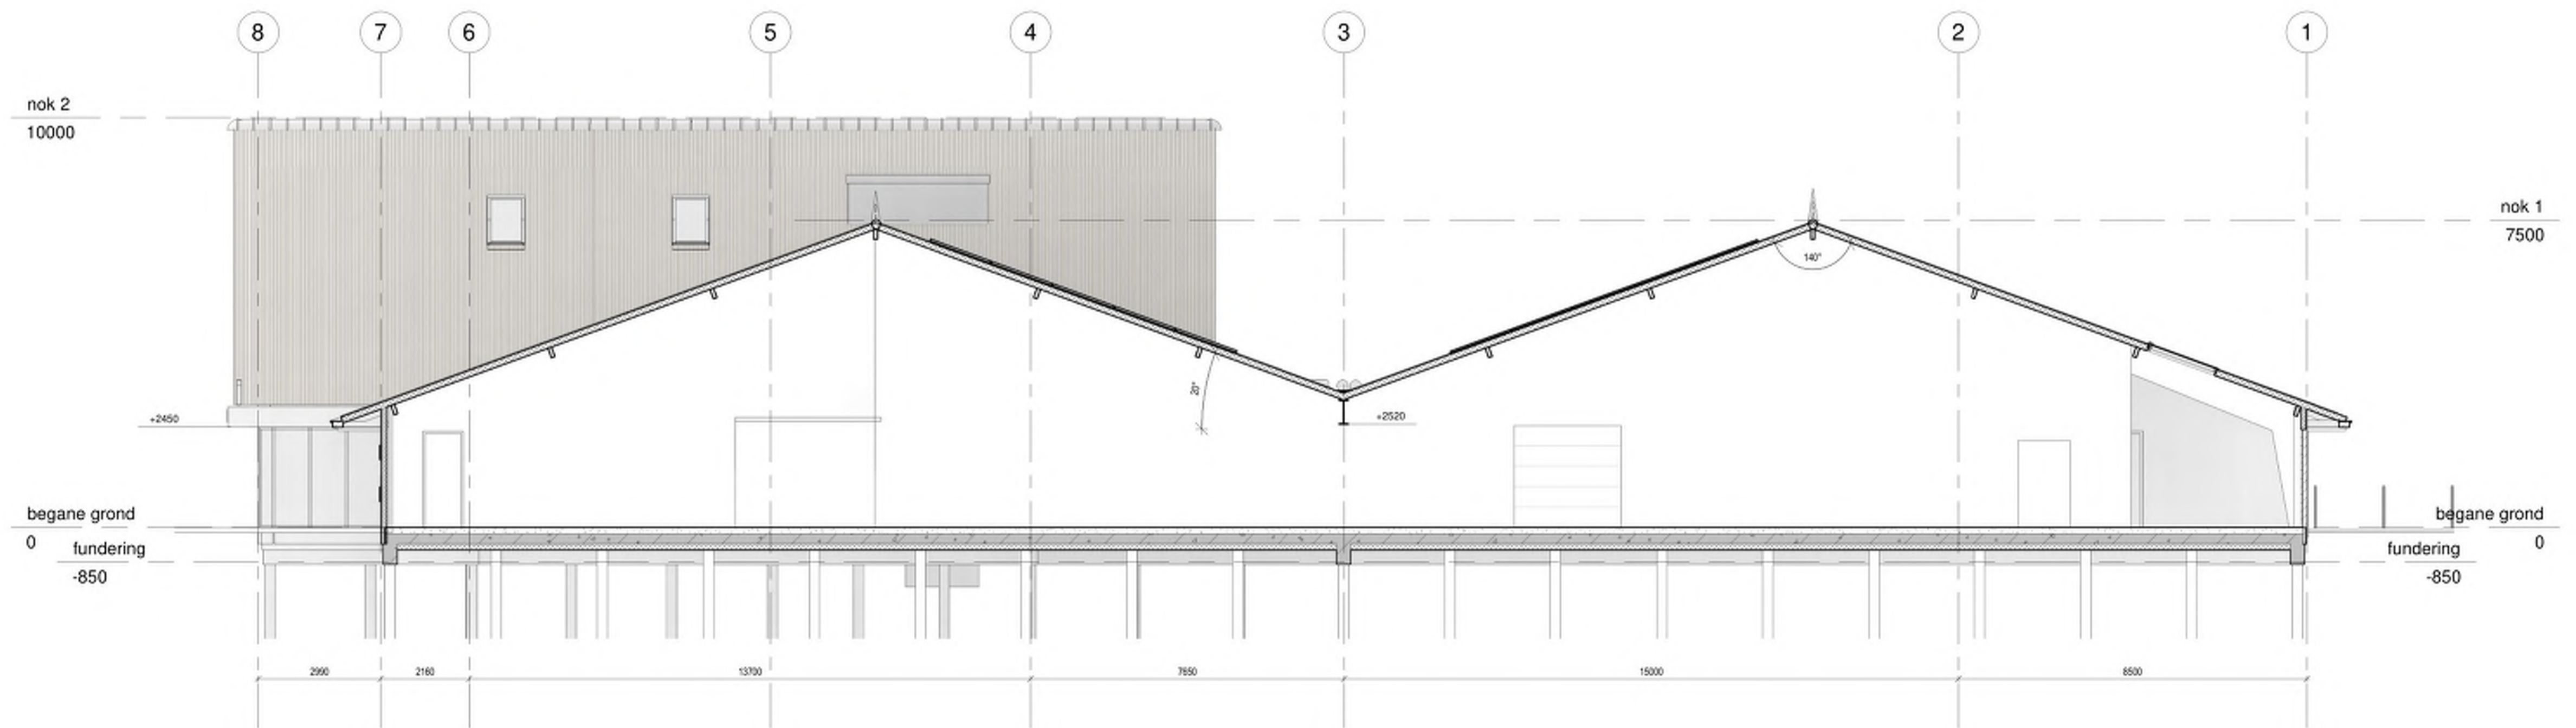 8 7 6 5 4 3 2 1
nok 2
10000
nok 1
7500
140°
20°
+2450
+2520
begane grond
0
fundering
-850
begane grond
0
fundering
-850
2990 2160 13700 7650 15000 8500